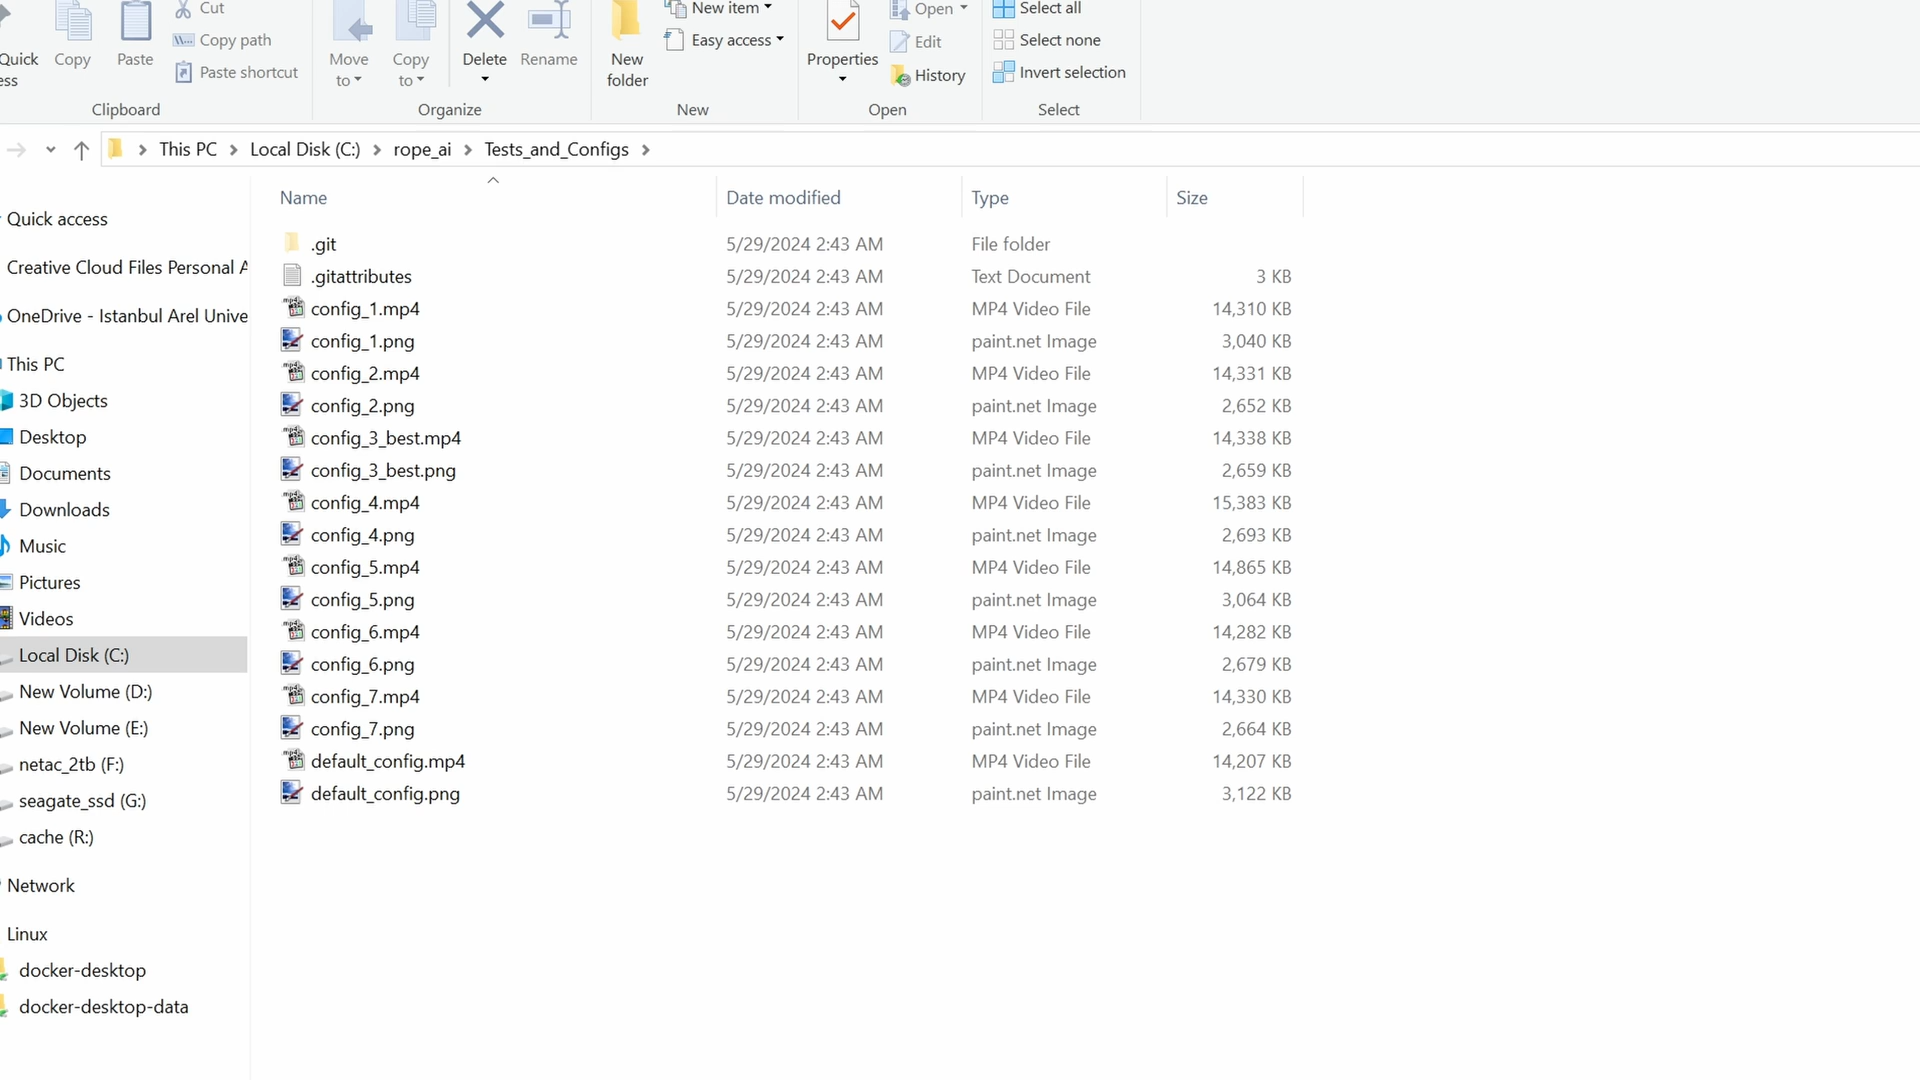 Cut
New item
Open
Select all
Copy path
Easy access
Edit
Select none
Quick
Copy
Paste
Move
Copy
Delete
Rename
New
Properties
Paste shortcut
History
Invert selection
ess
to
to
folder
Clipboard
Organize
New
Open
Select
This PC
Local Disk (C:)
rope_ai
Tests_and_Configs
Name
Date modified
Type
Size
Quick access
Creative Cloud Files Personal A
OneDrive - Istanbul Arel Unive
This PC
3D Objects
Desktop
Documents
Downloads
Music
Pictures
Videos
Local Disk (C:)
New Volume (D:)
New Volume (E:)
netac_2tb (F:)
seagate_ssd (G:)
cache (R:)
Network
Linux
docker-desktop
docker-desktop-data
.git 5/29/2024 2:43 AM File folder
.gitattributes 5/29/2024 2:43 AM Text Document 3 KB
config_1.mp4 5/29/2024 2:43 AM MP4 Video File 14,310 KB
config_1.png 5/29/2024 2:43 AM paint.net Image 3,040 KB
config_2.mp4 5/29/2024 2:43 AM MP4 Video File 14,331 KB
config_2.png 5/29/2024 2:43 AM paint.net Image 2,652 KB
config_3_best.mp4 5/29/2024 2:43 AM MP4 Video File 14,338 KB
config_3_best.png 5/29/2024 2:43 AM paint.net Image 2,659 KB
config_4.mp4 5/29/2024 2:43 AM MP4 Video File 15,383 KB
config_4.png 5/29/2024 2:43 AM paint.net Image 2,693 KB
config_5.mp4 5/29/2024 2:43 AM MP4 Video File 14,865 KB
config_5.png 5/29/2024 2:43 AM paint.net Image 3,064 KB
config_6.mp4 5/29/2024 2:43 AM MP4 Video File 14,282 KB
config_6.png 5/29/2024 2:43 AM paint.net Image 2,679 KB
config_7.mp4 5/29/2024 2:43 AM MP4 Video File 14,330 KB
config_7.png 5/29/2024 2:43 AM paint.net Image 2,664 KB
default_config.mp4 5/29/2024 2:43 AM MP4 Video File 14,207 KB
default_config.png 5/29/2024 2:43 AM paint.net Image 3,122 KB